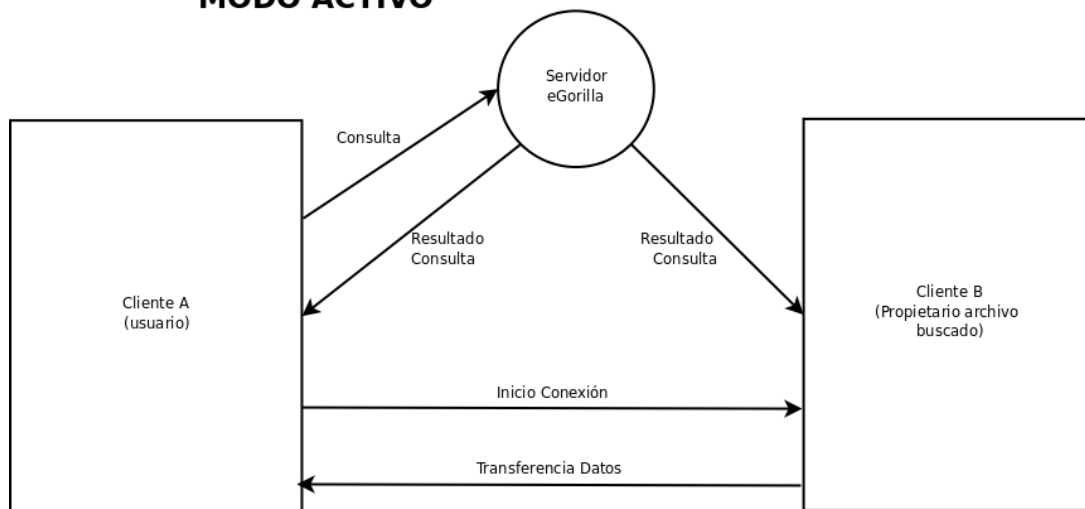 MODO ACTIVO
Servidor
eGorilla
Consulta
Resultado
Consulta
Resultado
Consulta
Cliente A
(usuario)
Cliente B
(Propietario archivo
buscado)
Inicio Conexión
Transferencia Datos